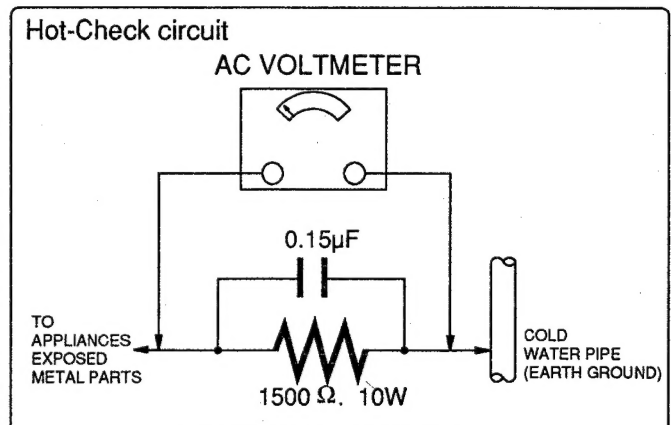 Hot-Check circuit
AC VOLTMETER
0.15µF
TO
APPLIANCES
EXPOSED
METAL PARTS
COLD
WATER PIPE
(EARTH GROUND)
1500 Ω. 10W